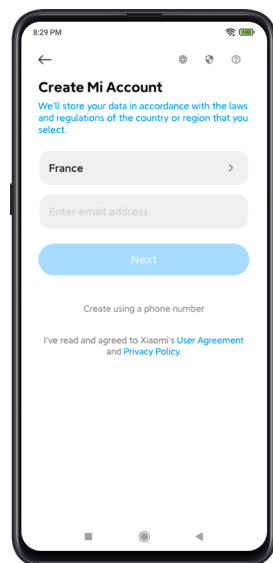 8:29 PM
Create Mi Account
We'll store your data in accordance with the laws
and regulations of the country or region that you
select.
France
Enter email address
Next
Create using a phone number
I've read and agreed to Xiaomi's User Agreement
and Privacy Policy.